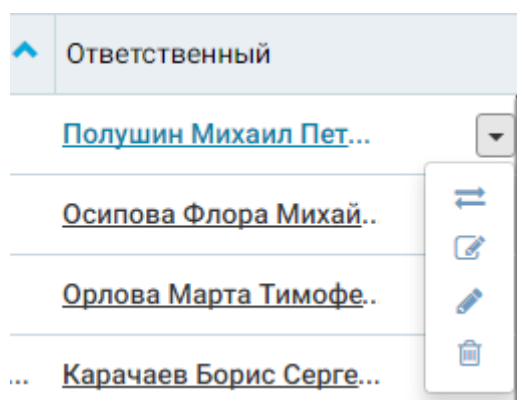 Ответственный
Полушин Михаил Пет...
Осипова Флора Михай..
Орлова Марта Тимофе..
... Карачаев Борис Серге...